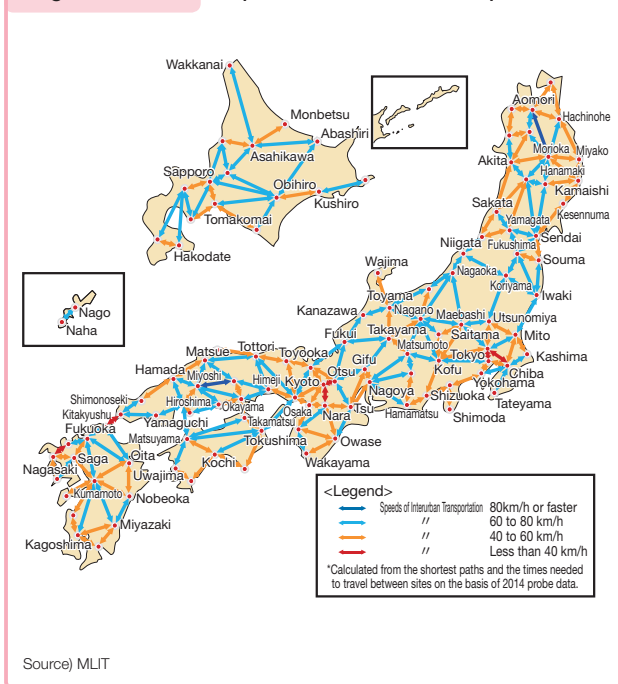 Wakkanai
Monbetsu
Abashiri
Asahikawa
Sapporo
Obihiro
Kushiro
Tomakomai
Hakodate
Aomori
Hachinohe
Morioka
Miyako
Akita
Hanamaki
Kamaishi
Sakata
Kesennuma
Yamagata
Sendai
Niigata
Fukushima
Souma
Wajima
Nagaoka
Koriyama
Toyama
Iwaki
Kanazawa
Nagano
Maebashi
Utsunomiya
Nago
Naha
Fukui
Takayama
Saitama
Mito
Matsumoto
Matsue
Tottori
Toyooka
Gifu
Tokyo
Kashima
Otsu
Kofu
Chiba
Hamada
Miyoshi
Himeji
Kyoto
Yokohama
Nagoya
Shizuoka
Tateyama
Shimonoseki
Hiroshima
Okayama
Osaka
Tsu
Hamamatsu
Shimoda
Kitakyushu
Nara
Yamaguchi
Takamatsu
Fukuoka
Matsuyama
Tokushima
Owase
Saga
Oita
Kochi
Wakayama
Nagasaki
Uwajima
Kumamoto
Nobeoka
Miyazaki
Kagoshima
<Legend>
Speeds of Interurban Transportation 80km/h or faster
〃 60 to 80 km/h
〃 40 to 60 km/h
〃 Less than 40 km/h
*Calculated from the shortest paths and the times needed
to travel between sites on the basis of 2014 probe data.
Source) MLIT